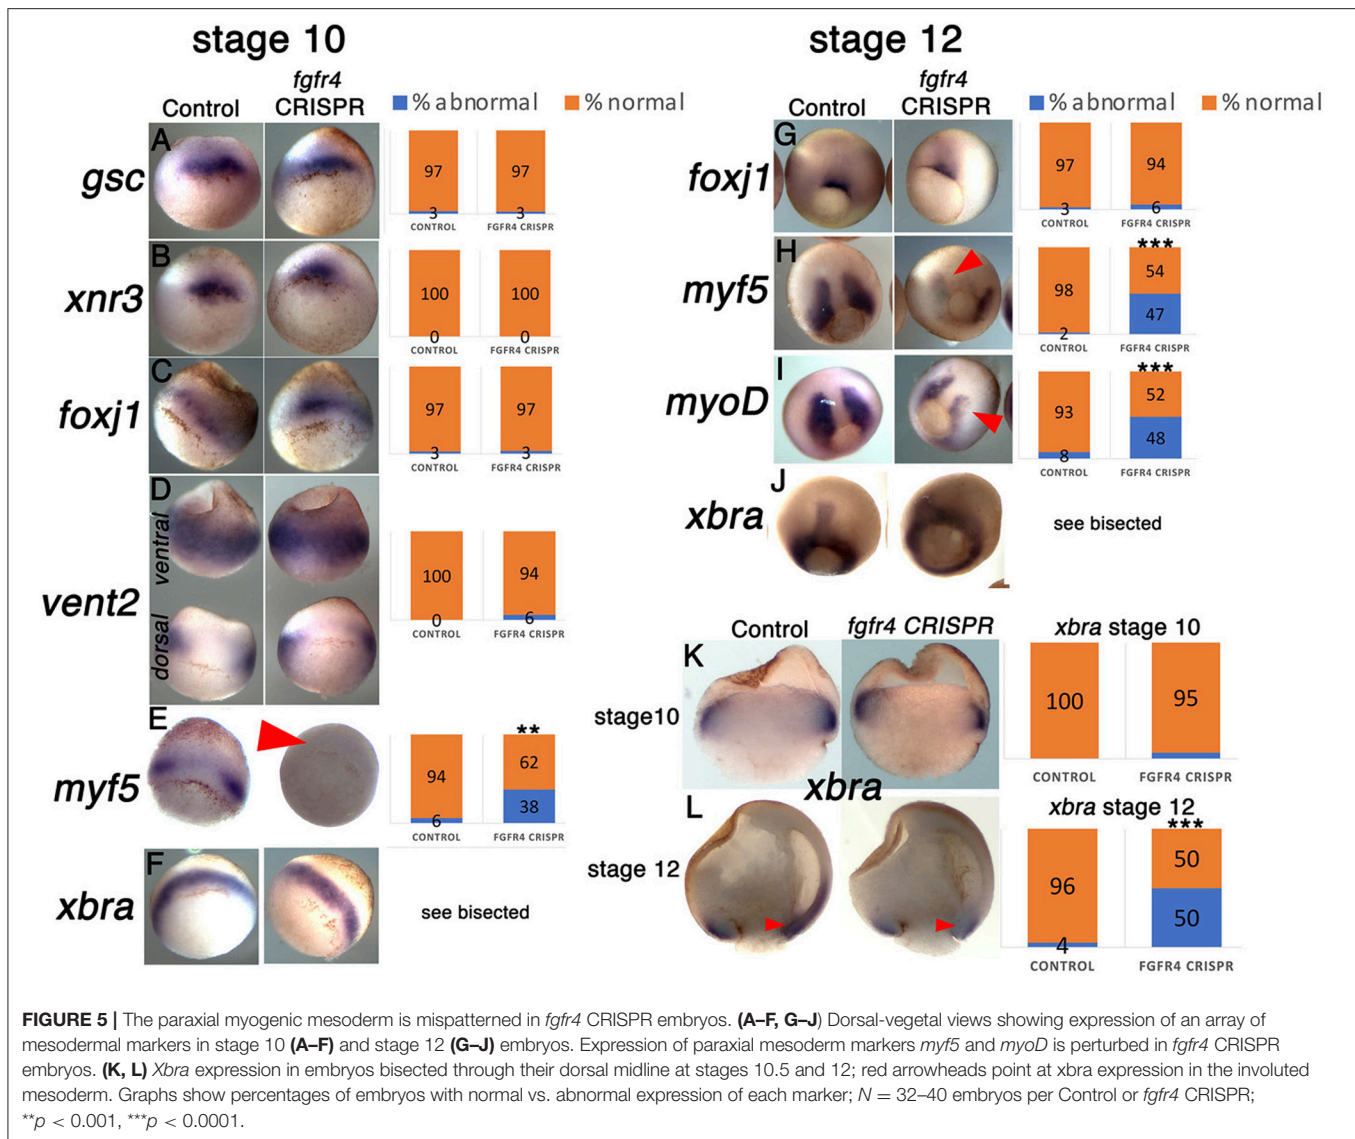 stage 10
Control
fgfr4
CRISPR
% abnormal
% normal
A
gsc
97
97
3
3
CONTROL
FGFR4 CRISPR
B
xnr3
100
100
0
0
CONTROL
FGFR4 CRISPR
C
foxj1
97
97
3
3
CONTROL
FGFR4 CRISPR
D
ventral
vent2
dorsal
100
94
0
6
CONTROL
FGFR4 CRISPR
E
myf5
**
94
62
6
38
CONTROL
FGFR4 CRISPR
F
xbra
see bisected
stage 12
Control
fgfr4
CRISPR
% abnormal
% normal
G
foxj1
97
94
3
6
CONTROL
FGFR4 CRISPR
H
myf5
***
98
54
2
47
CONTROL
FGFR4 CRISPR
I
myoD
***
93
52
8
48
CONTROL
FGFR4 CRISPR
J
xbra
see bisected
Control
fgfr4 CRISPR
xbra stage 10
K
stage10
100
95
CONTROL
FGFR4 CRISPR
xbra
L
stage 12
xbra stage 12
***
96
50
4
50
CONTROL
FGFR4 CRISPR
FIGURE 5 | The paraxial myogenic mesoderm is mispatterned in fgfr4 CRISPR embryos. (A–F, G–J) Dorsal-vegetal views showing expression of an array of
mesodermal markers in stage 10 (A–F) and stage 12 (G–J) embryos. Expression of paraxial mesoderm markers myf5 and myoD is perturbed in fgfr4 CRISPR
embryos. (K, L) Xbra expression in embryos bisected through their dorsal midline at stages 10.5 and 12; red arrowheads point at xbra expression in the involuted
mesoderm. Graphs show percentages of embryos with normal vs. abnormal expression of each marker; N = 32–40 embryos per Control or fgfr4 CRISPR;
**p < 0.001, ***p < 0.0001.